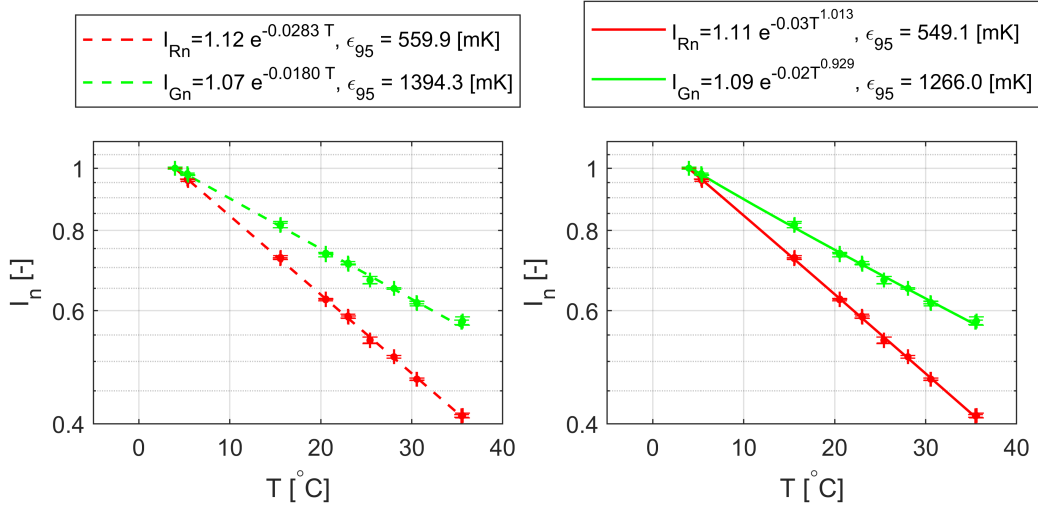 I_Rn=1.12 e^-0.0283 T, ϵ_95 = 559.9 [mK]
I_Gn=1.07 e^-0.0180 T, ϵ_95 = 1394.3 [mK]
I_Rn=1.11 e^-0.03T^1.013, ϵ_95 = 549.1 [mK]
I_Gn=1.09 e^-0.02T^0.929, ϵ_95 = 1266.0 [mK]
1
0.8
0.6
0.4
I_n [-]
0 10 20 30 40
T [°C]
1
0.8
0.6
0.4
I_n [-]
0 10 20 30 40
T [°C]